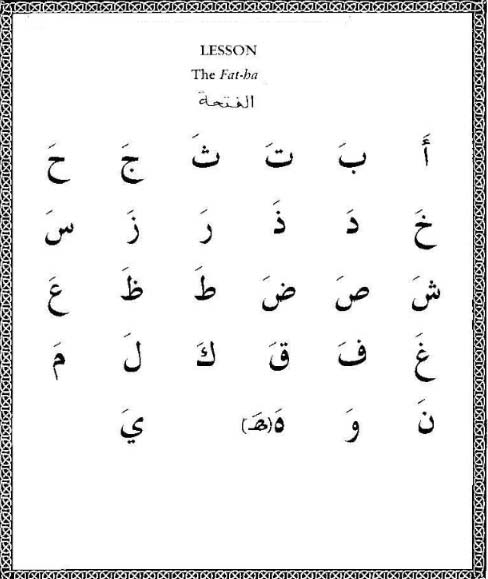 LESSON
The Fat-ha
الفتحة
أَ بَ تَ ثَ جَ حَ
خَ دَ ذَ رَ زَ سَ
شَ صَ ضَ طَ ظَ عَ
غَ فَ قَ كَ لَ مَ
نَ وَ هَ(هَـ) يَ